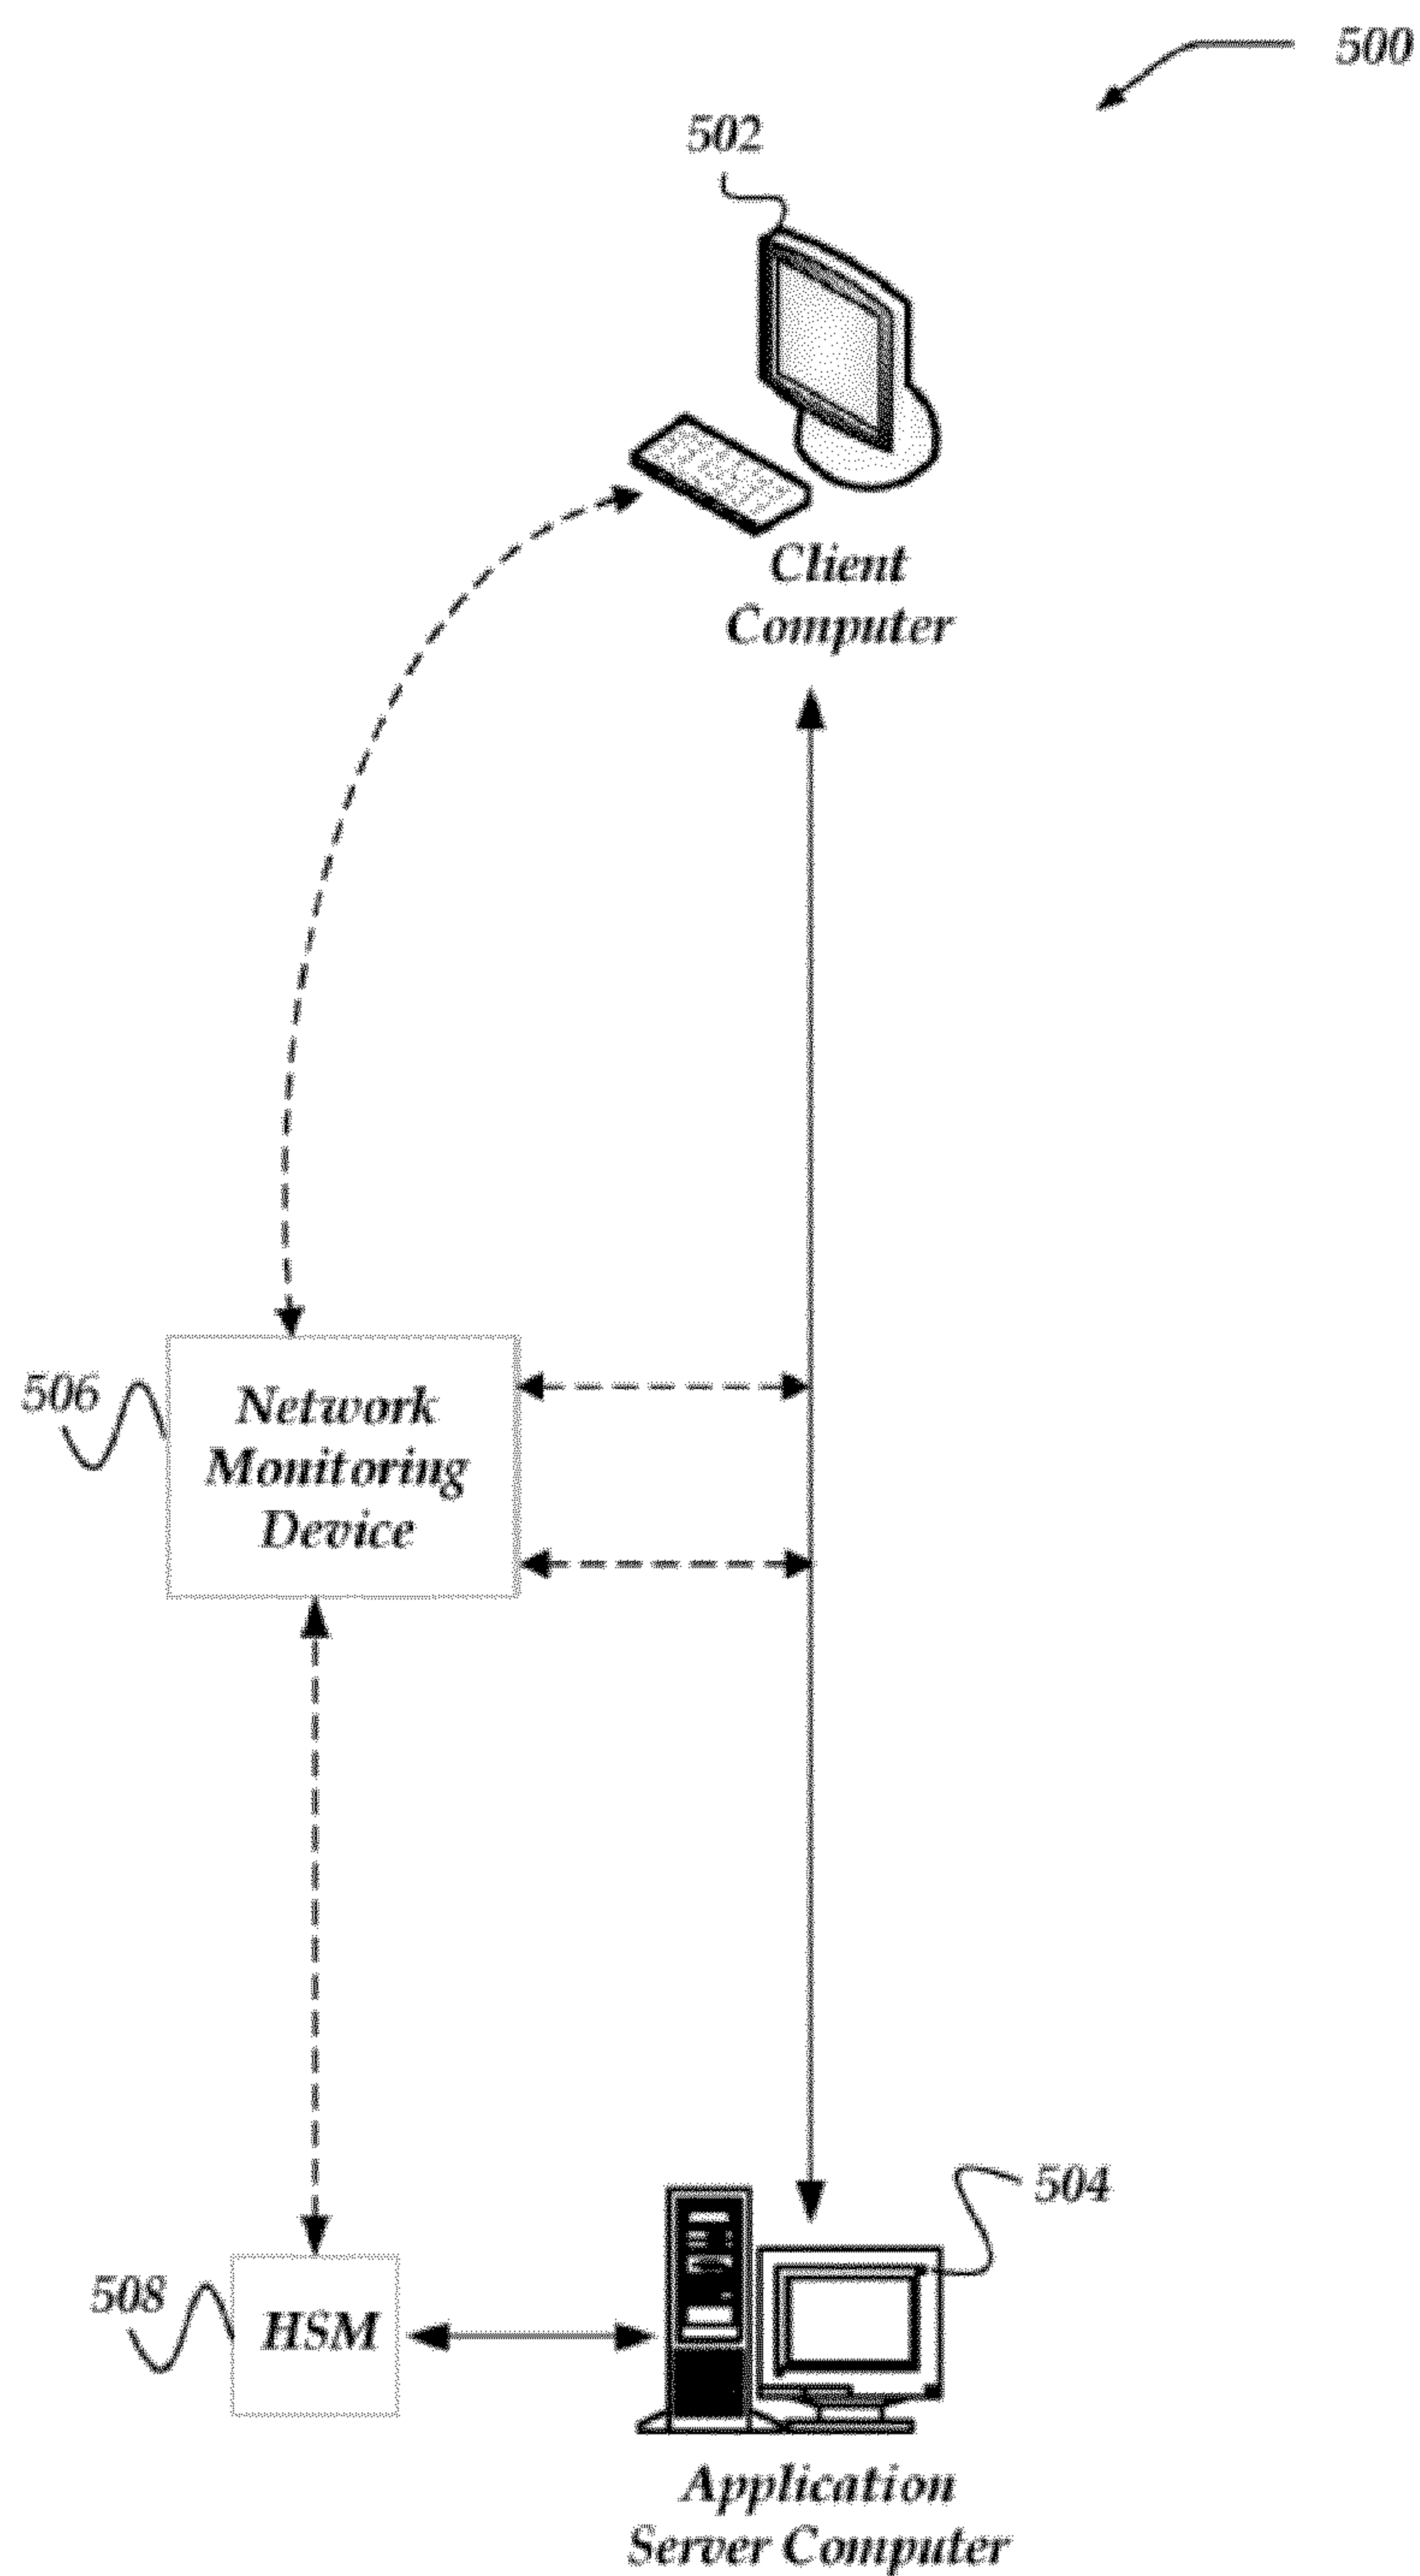 500
502
Client
Computer
506
Network
Monitoring
Device
504
508
HSM
Application
Server Computer